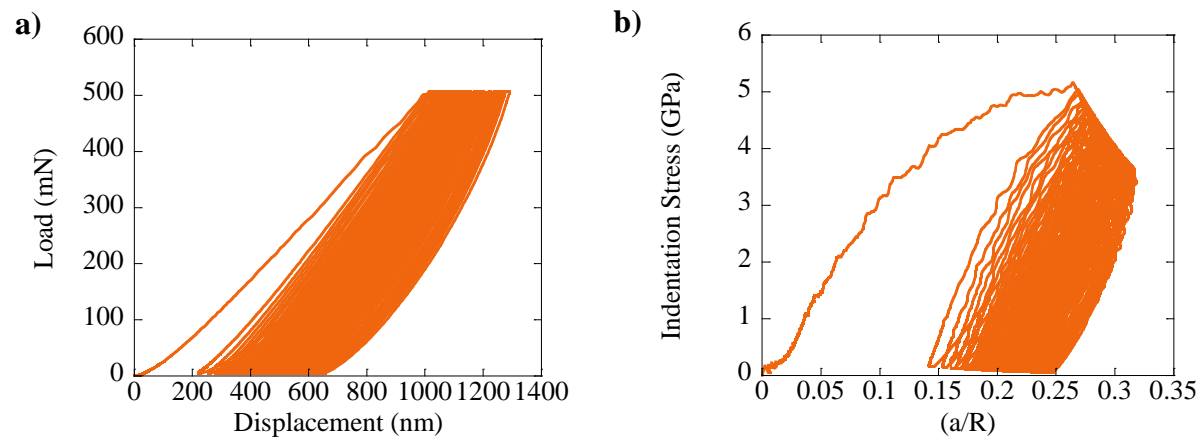 a)
600
500
400
300
200
100
0
Load (mN)
0 200 400 600 800 1000 1200 1400
Displacement (nm)
b)
6
5
4
3
2
1
0
Indentation Stress (GPa)
0 0.05 0.1 0.15 0.2 0.25 0.3 0.35
(a/R)